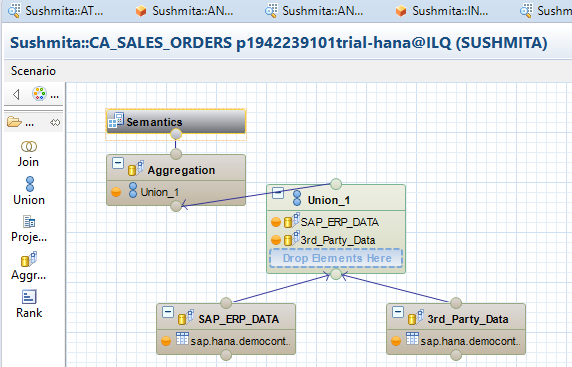 Sushmita::AT... Sushmita::AN... Sushmita::AN... Sushmita::IN... Sushm
Sushmita::CA_SALES_ORDERS p1942239101trial-hana@ILQ (SUSHMITA)
Scenario
...
...
Join
Union
Proje...
Aggr...
Rank
Semantics
Aggregation
Union_1
Union_1
SAP_ERP_DATA
3rd_Party_Data
Drop Elements Here
SAP_ERP_DATA
sap.hana.democont..
3rd_Party_Data
sap.hana.democont..